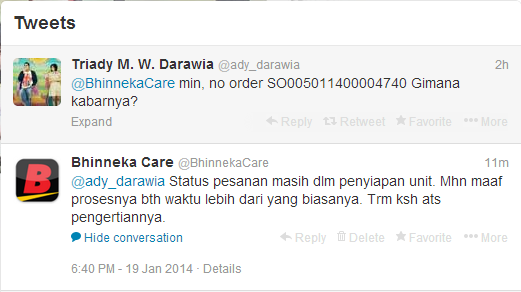 Tweets
Triady M. W. Darawia @ady_darawia 2h
@BhinnekaCare min, no order SO005011400004740 Gimana
kabarnya?
Expand Reply Retweet Favorite More
Bhinneka Care @BhinnekaCare 11m
@ady_darawia Status pesanan masih dlm penyiapan unit. Mhn maaf
prosesnya bth waktu lebih dari yang biasanya. Trm ksh ats
pengertiannya.
Hide conversation Reply Delete Favorite More
6:40 PM - 19 Jan 2014 · Details